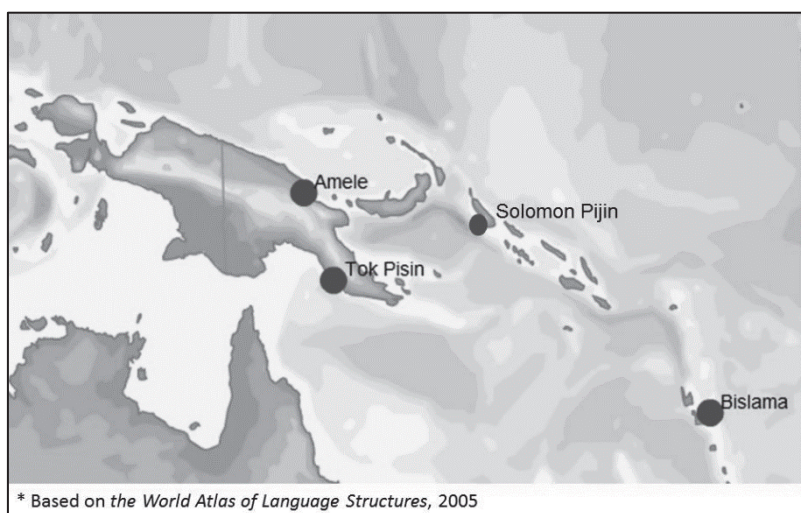 Amele
Solomon Pijin
Tok Pisin
Bislama
* Based on the World Atlas of Language Structures, 2005